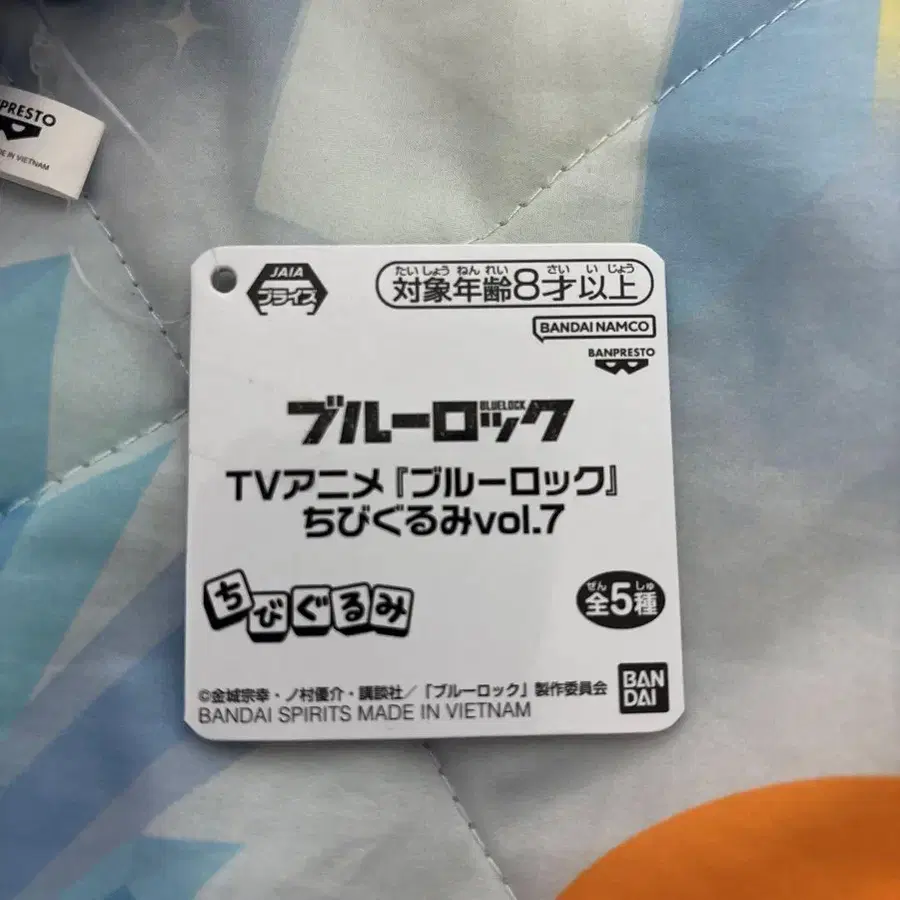 PRESTO
MADE IN VIETNAM
JAIA
プライズ
たいしょうねんれい さいいじょう
対象年齢8才以上
BANDAI NAMCO
BANPRESTO
BLUELOCK
ブルーロック
TVアニメ『ブルーロック』
ちびぐるみvol.7
ちびぐるみ
ぜん しゅ
全5種
©金城宗幸・ノ村優介・講談社/「ブルーロック」製作委員会
BANDAI SPIRITS MADE IN VIETNAM
BAN
DAI